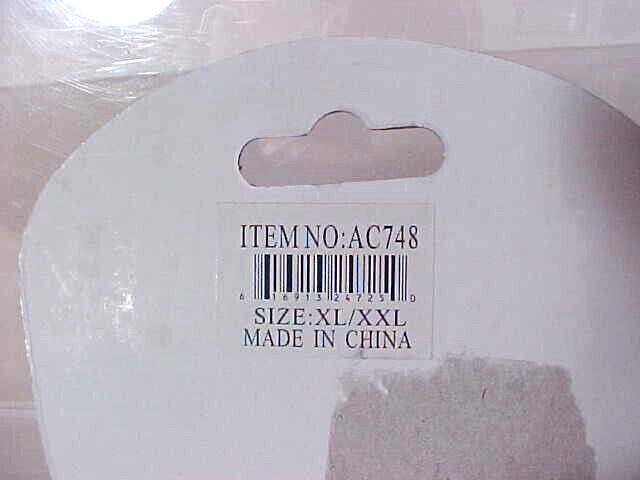 ITEM NO:AC748
6 16913 24725 0
SIZE:XL/XXL
MADE IN CHINA